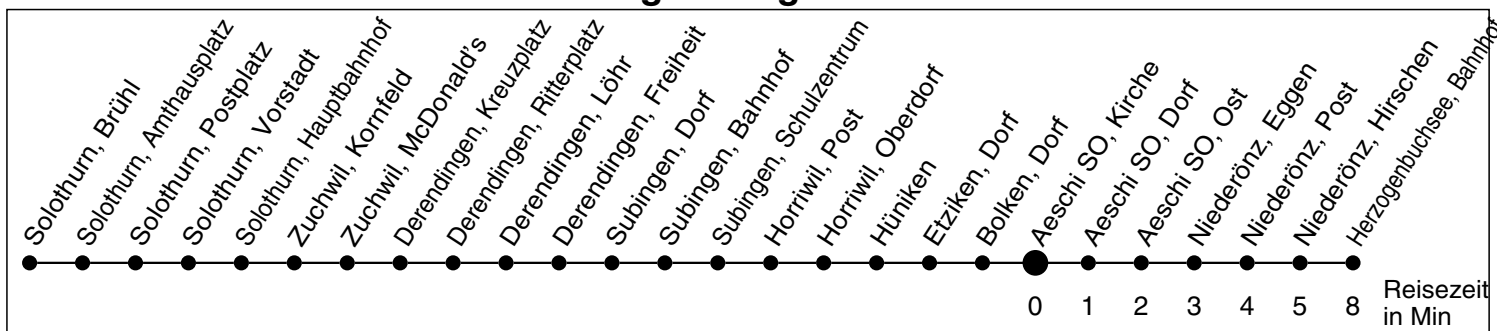 Solothurn, Brühl
Solothurn, Amthausplatz
Solothurn, Postplatz
Solothurn, Vorstadt
Solothurn, Hauptbahnhof
Zuchwil, Kornfeld
Zuchwil, McDonald's
Derendingen, Kreuzplatz
Derendingen, Ritterplatz
Derendingen, Löhr
Derendingen, Freiheit
Subingen, Dorf
Subingen, Bahnhof
Subingen, Schulzentrum
Horriwil, Post
Horriwil, Oberdorf
Hüniken
Etziken, Dorf
Bolken, Dorf
Aeschi SO, Kirche
Aeschi SO, Dorf
Aeschi SO, Ost
Niederönz, Eggen
Niederönz, Post
Niederönz, Hirschen
Herzogenbuchsee, Bahnhof
0 1 2 3 4 5 8 Reisezeit
in Min